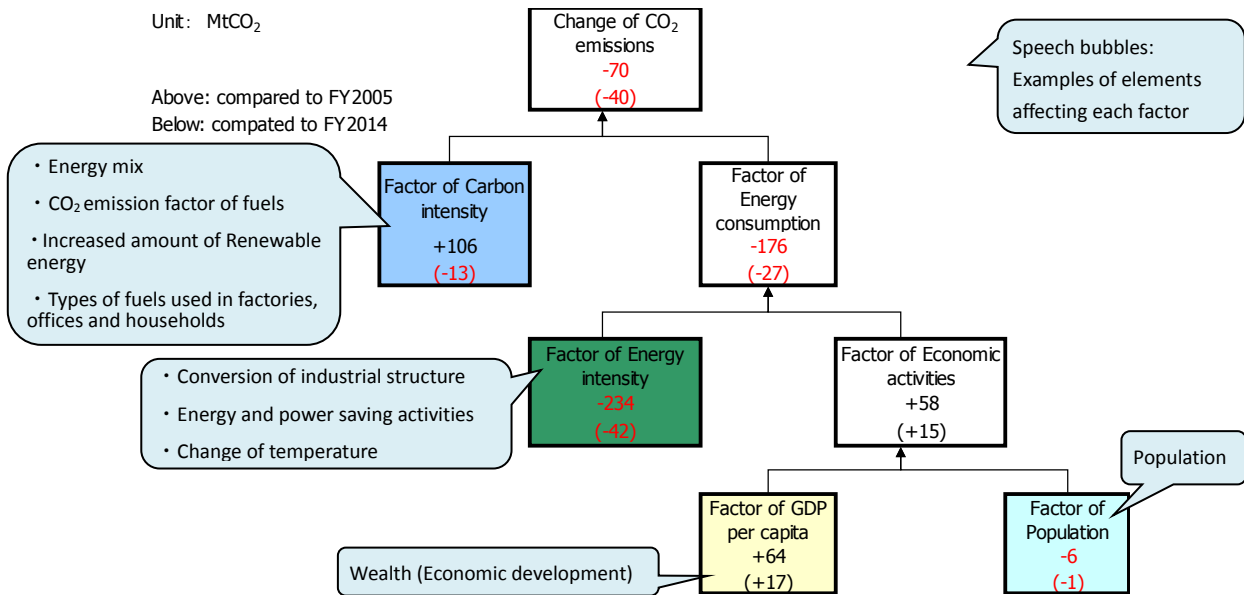 Unit: MtCO₂
Above: compared to FY2005
Below: compated to FY2014
Change of CO₂
emissions
-70
(-40)
Speech bubbles:
Examples of elements
affecting each factor
・Energy mix
・CO₂ emission factor of fuels
・Increased amount of Renewable
energy
・Types of fuels used in factories,
offices and households
Factor of Carbon
intensity
+106
(-13)
Factor of
Energy
consumption
-176
(-27)
・Conversion of industrial structure
・Energy and power saving activities
・Change of temperature
Factor of Energy
intensity
-234
(-42)
Factor of Economic
activities
+58
(+15)
Population
Wealth (Economic development)
Factor of GDP
per capita
+64
(+17)
Factor of
Population
-6
(-1)